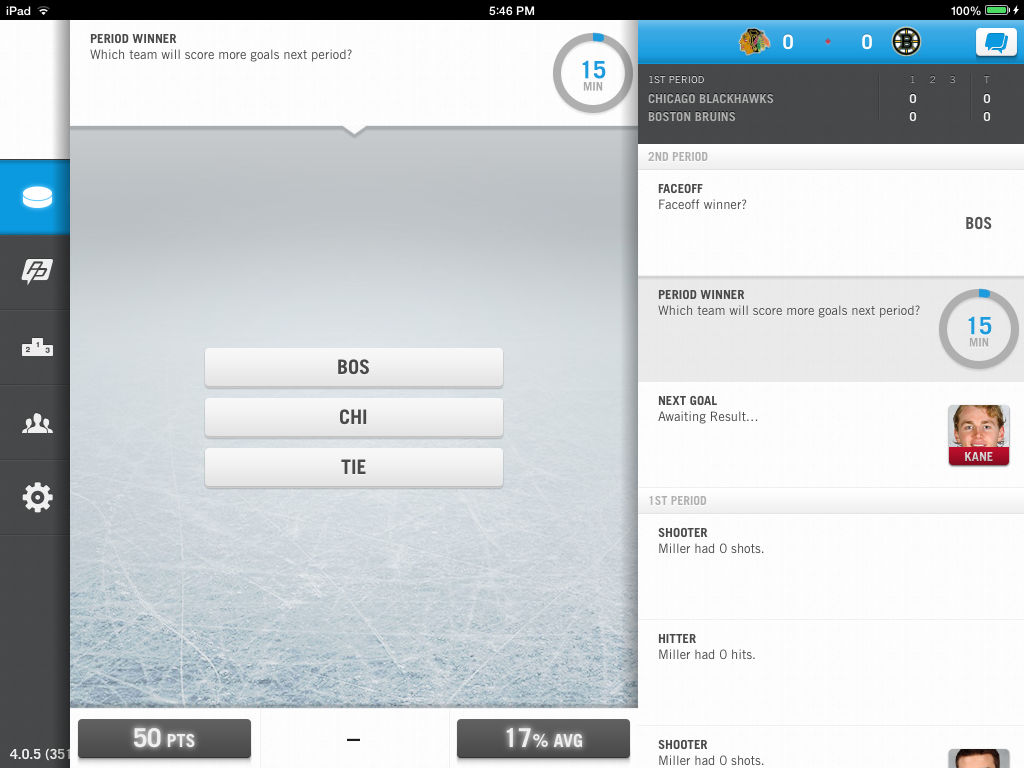 iPad
5:46 PM
100%
PERIOD WINNER
Which team will score more goals next period?
15
MIN
BOS
CHI
TIE
50 PTS
–
17% AVG
4.0.5 (351
0 • 0
B
1ST PERIOD 1 2 3 T
CHICAGO BLACKHAWKS 0 0
BOSTON BRUINS 0 0
2ND PERIOD
FACEOFF
Faceoff winner?
BOS
PERIOD WINNER
Which team will score more goals next period?
15
MIN
NEXT GOAL
Awaiting Result...
KANE
1ST PERIOD
SHOOTER
Miller had 0 shots.
HITTER
Miller had 0 hits.
SHOOTER
Miller had 0 shots.
2 1 3